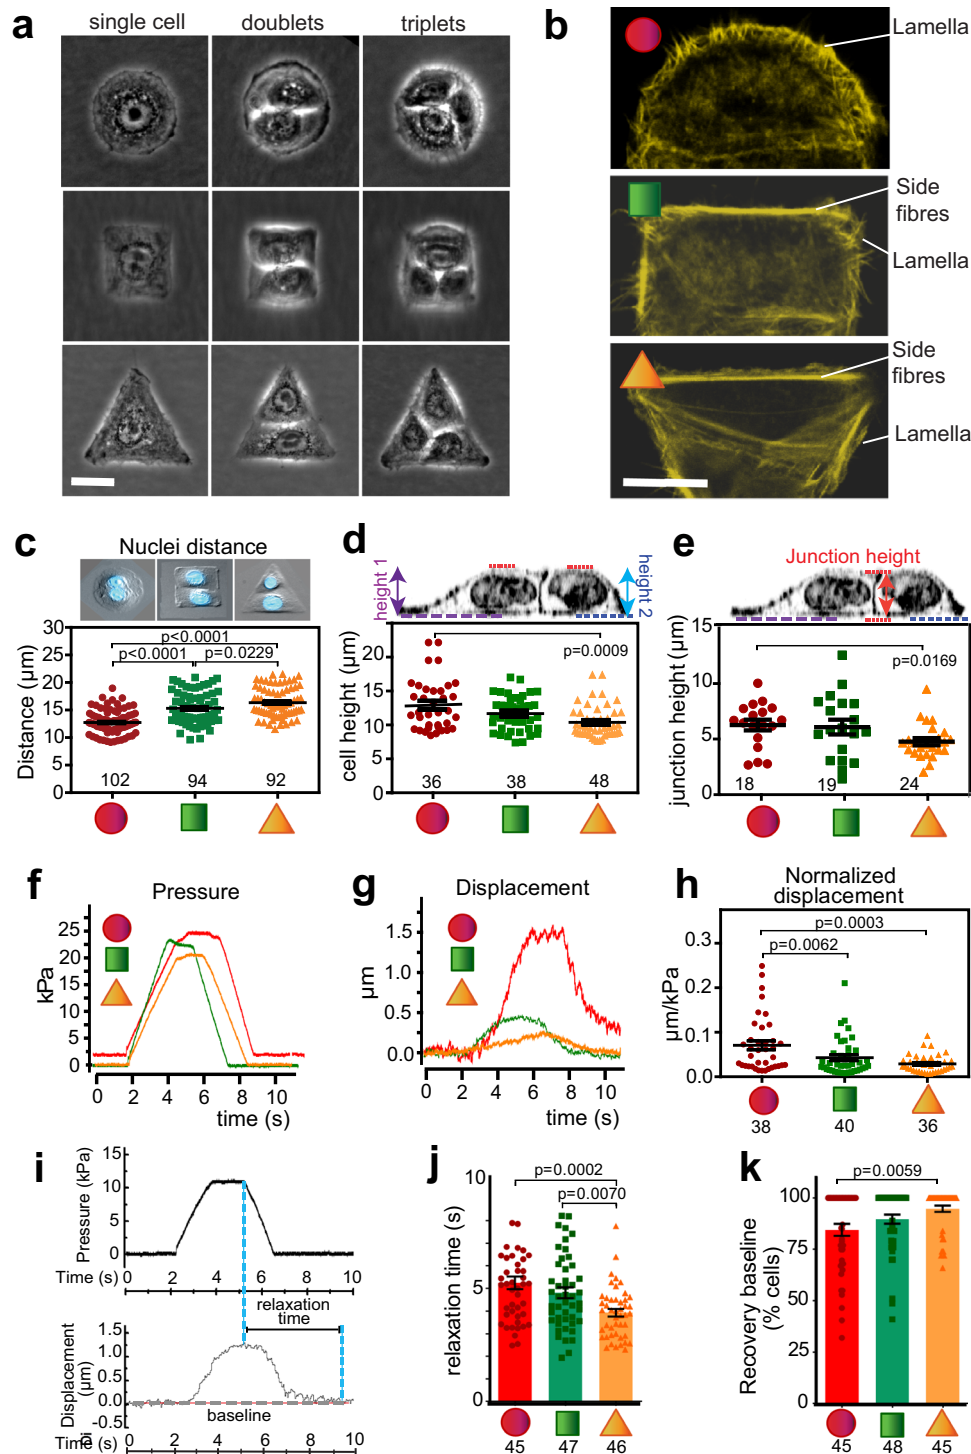 a
single cell doublets triplets
b
Lamella
Side
fibres
Lamella
Side
fibres
Lamella
c
Nuclei distance
p<0.0001
p<0.0001 p=0.0229
Distance (µm)
30
25
20
15
10
5
0
102 94 92
d
height 1
height 2
cell height (µm)
20
15
10
5
0
p=0.0009
36 38 48
e
Junction height
junction height (µm)
15
10
5
0
p=0.0169
18 19 24
f
Pressure
kPa
25
20
15
10
5
0
0 2 4 6 8 10
time (s)
g
Displacement
µm
1.5
1.0
0.5
0.0
0 2 4 6 8 10
time (s)
h
Normalized
displacement
p=0.0003
p=0.0062
µm/kPa
0.3
0.2
0.1
0.0
38 40 36
i
Pressure (kPa)
15
10
5
0
Time (s) 0 2 4 6 8 10
relaxation
time
Displacement
(µm)
1.5
1.0
0.5
0.0
-0.5
baseline
Time (s) 0 2 4 6 8 10
j
p=0.0002
p=0.0070
relaxation time (s)
10
5
0
45 47 46
k
p=0.0059
Recovery baseline
(% cells)
100
75
50
25
0
45 48 45